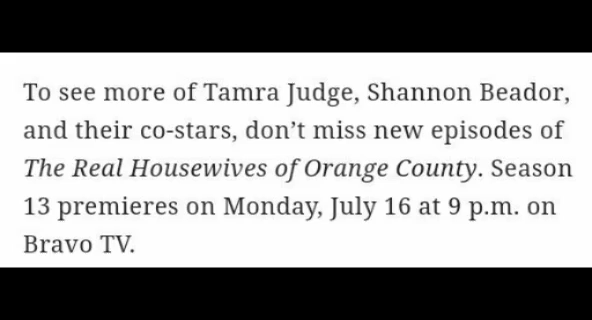 To see more of Tamra Judge, Shannon Beador,
and their co-stars, don’t miss new episodes of
The Real Housewives of Orange County. Season
13 premieres on Monday, July 16 at 9 p.m. on
Bravo TV.